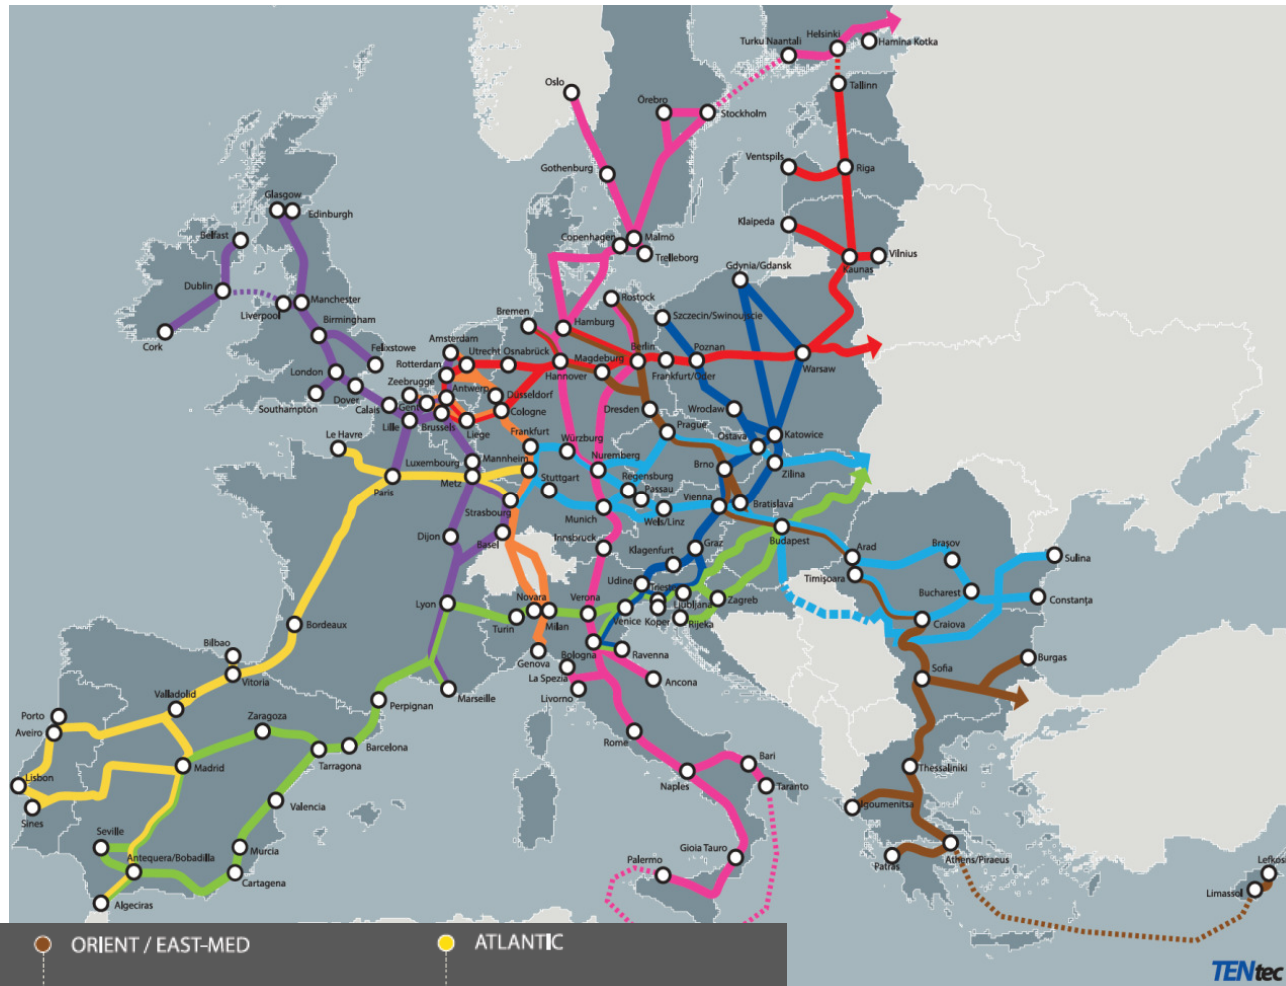 Helsinki
Turku Naantali
Hamina Kotka
Oslo
Tallinn
Örebro
Stockholm
Ventspils
Riga
Gothenburg
Glasgow
Edinburgh
Klaipeda
Belfast
Copenhagen
Malmö
Trelleborg
Vilnius
Kaunas
Gdynia/Gdansk
Dublin
Manchester
Liverpool
Rostock
Cork
Birmingham
Bremen
Hamburg
Szczecin/Swinoujscie
Amsterdam
Felixstowe
Utrecht
Osnabrück
Magdeburg
Berlin
Poznan
Warsaw
Rotterdam
London
Hannover
Frankfurt/Oder
Zeebrugge
Dover
Antwerp
Düsseldorf
Southampton
Calais
Gent
Cologne
Dresden
Wroclaw
Lille
Brussels
Liege
Prague
Le Havre
Frankfurt
Würzburg
Ostava
Katowice
Luxembourg
Mannheim
Nuremberg
Brno
Zilina
Metz
Stuttgart
Regensburg
Paris
Passau
Vienna
Bratislava
Strasbourg
Munich
Wels/Linz
Dijon
Basel
Innsbruck
Klagenfurt
Graz
Budapest
Arad
Braşov
Sulina
Udine
Timişoara
Trieste
Bucharest
Constanţa
Lyon
Novara
Verona
Ljubljana
Zagreb
Turin
Milan
Venice
Koper
Rijeka
Craiova
Bordeaux
Bilbao
Bologna
Ravenna
Genova
Burgas
Vitoria
La Spezia
Sofia
Valladolid
Marseille
Livorno
Ancona
Perpignan
Porto
Aveiro
Zaragoza
Rome
Barcelona
Tarragona
Madrid
Bari
Lisbon
Naples
Taranto
Thessaloniki
Sines
Valencia
Igoumenitsa
Seville
Murcia
Antequera/Bobadilla
Gioia Tauro
Athens/Piraeus
Patras
Palermo
Cartagena
Lefkos
Limassol
Algeciras
ORIENT / EAST-MED
ATLANTIC
TENtec